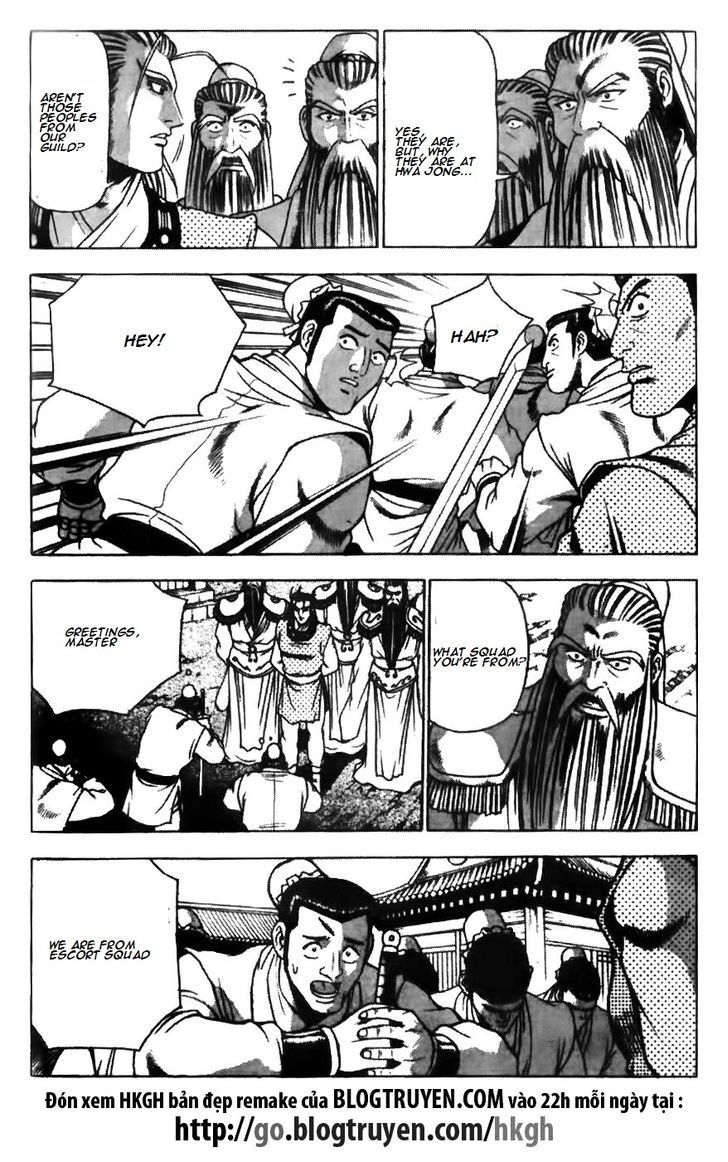 AREN'T
THOSE
PEOPLES
FROM
OUR
GUILD?
YES,
THEY ARE,
BUT, WHY
THEY ARE AT
HWA JONG...
HEY!
HAH?
GREETINGS,
MASTER
WHAT SQUAD
YOU'RE FROM?
WE ARE FROM
ESCORT SQUAD
Đón xem HKGH bản đẹp remake của BLOGTRUYEN.COM vào 22h mỗi ngày tại :
http://go.blogtruyen.com/hkgh